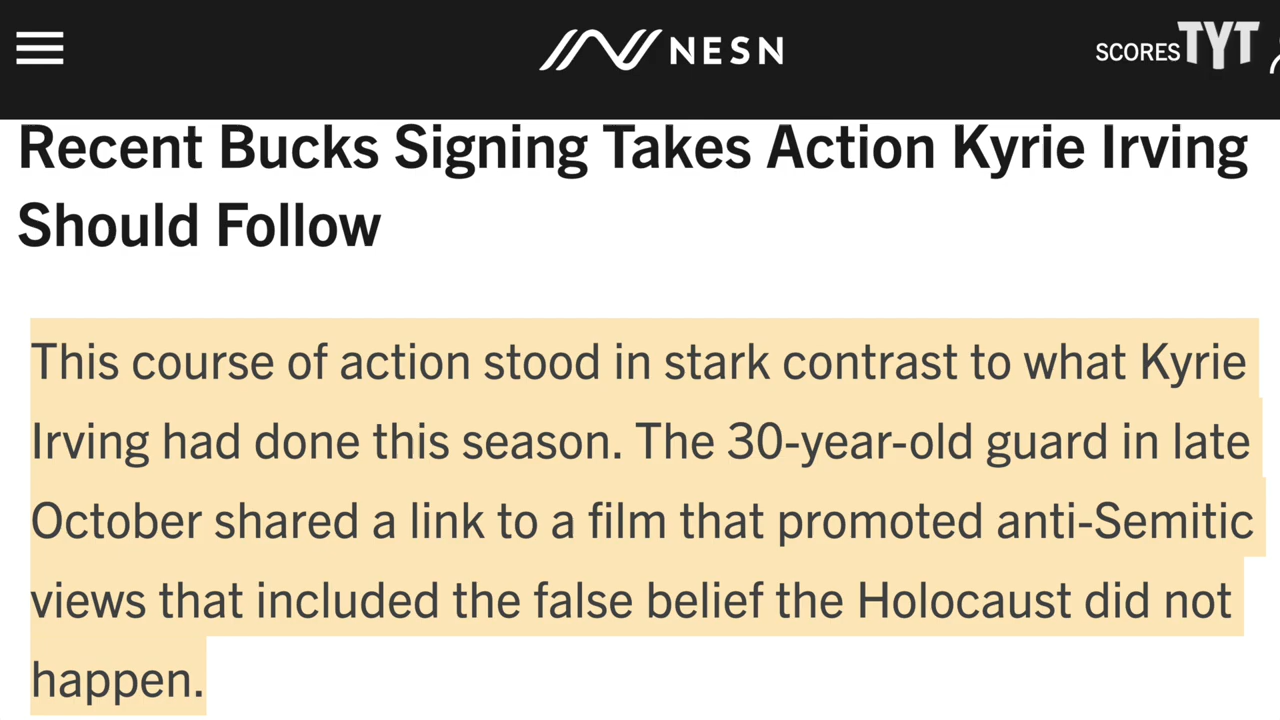 NESN
SCORES
TYT
Recent Bucks Signing Takes Action Kyrie Irving
Should Follow
This course of action stood in stark contrast to what Kyrie
Irving had done this season. The 30-year-old guard in late
October shared a link to a film that promoted anti-Semitic
views that included the false belief the Holocaust did not
happen.